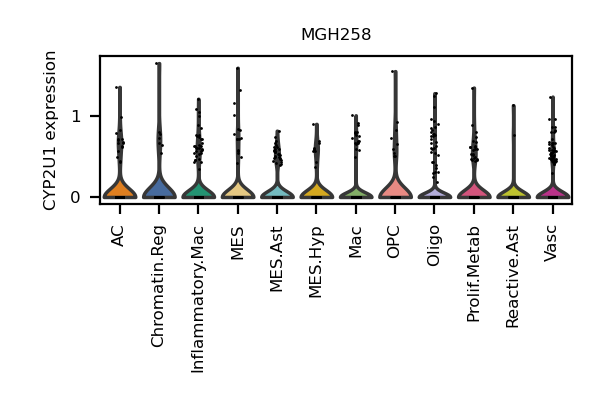 MGH258
CYP2U1 expression
1
0
AC
Chromatin.Reg
Inflammatory.Mac
MES
MES.Ast
MES.Hyp
Mac
OPC
Oligo
Prolif.Metab
Reactive.Ast
Vasc